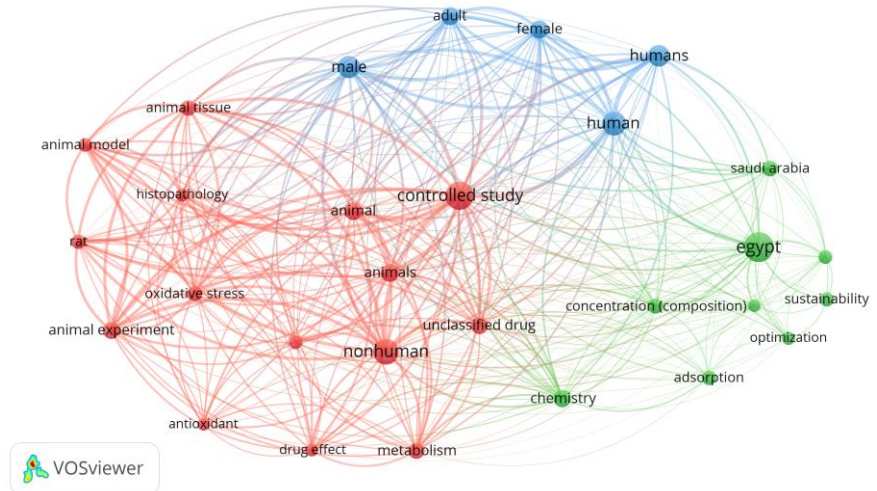 adult
female
humans
male
human
animal tissue
animal model
saudi arabia
histopathology
controlled study
animal
rat
egypt
animals
oxidative stress
sustainability
concentration (composition)
animal experiment
unclassified drug
optimization
nonhuman
adsorption
chemistry
antioxidant
drug effect
metabolism
VOSviewer